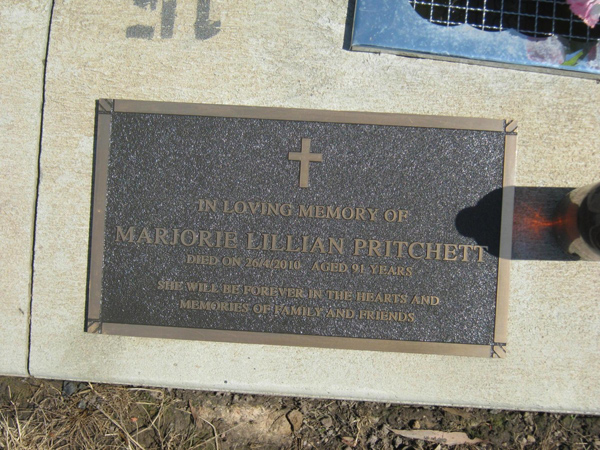 IN LOVING MEMORY OF
MARJORIE LILLIAN PRITCHETT
DIED ON 26/4/2010 AGED 91 YEARS
SHE WILL BE FOREVER IN THE HEARTS AND
MEMORIES OF FAMILY AND FRIENDS